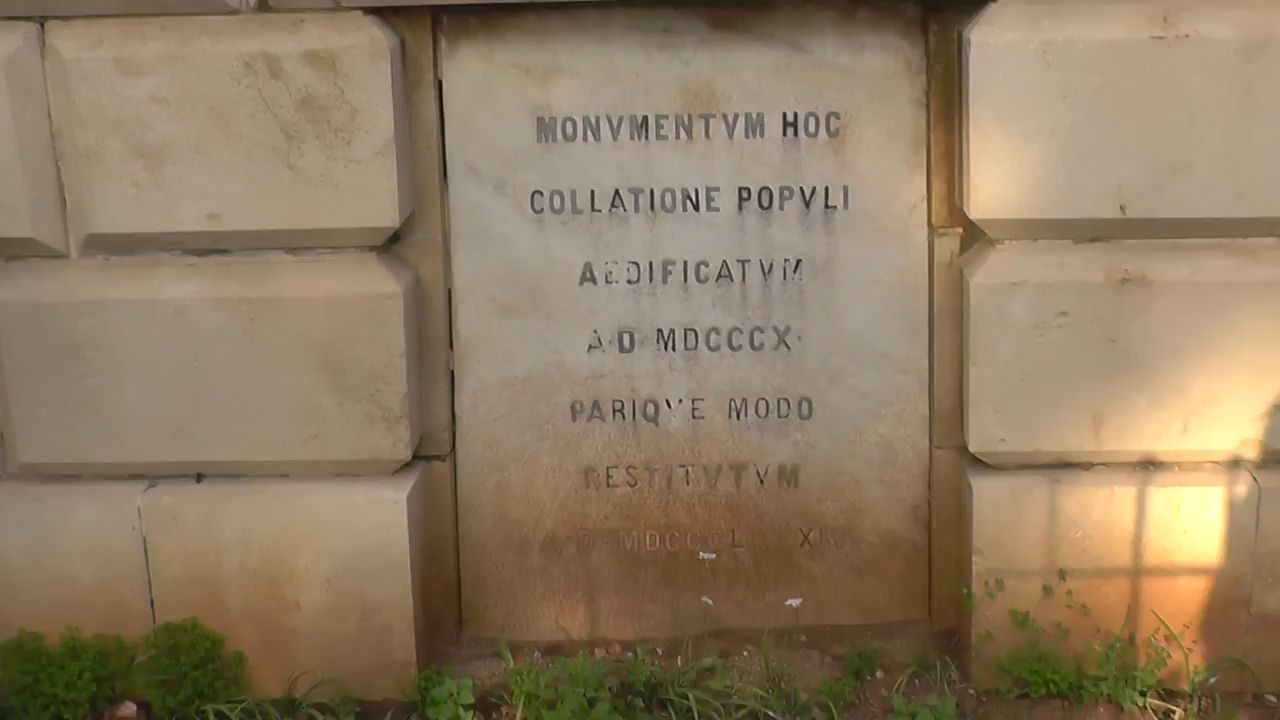 MONVMENTVM HOC
COLLATIONE POPVLI
AEDIFICATVM
A·D· MDCCCX·
PARIQVE MODO
RESTITVTVM